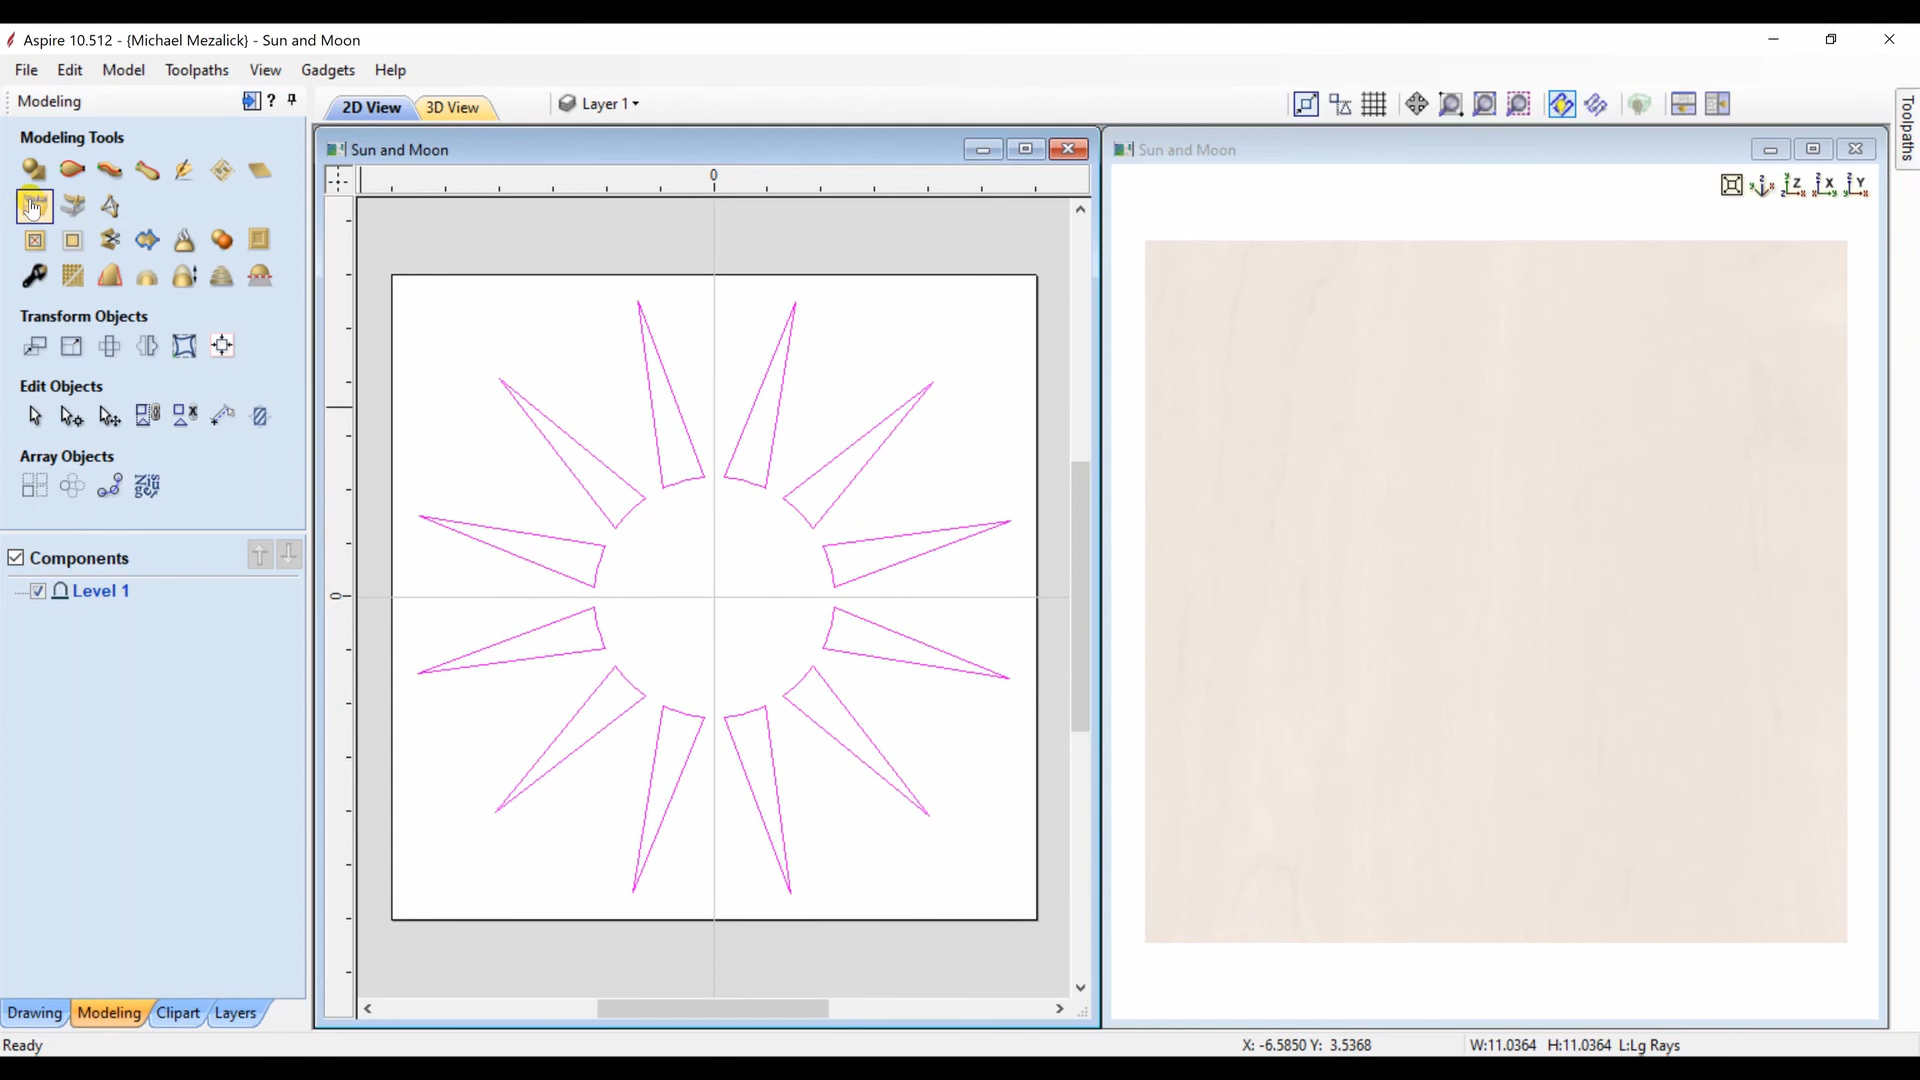 Aspire 10.512 - {Michael Mezalick} - Sun and Moon
File Edit Model Toolpaths View Gadgets Help
Modeling ?
2D View 3D View Layer 1
Toolpaths
Modeling Tools
Sun and Moon
Sun and Moon
0
Z X Y
Transform Objects
Edit Objects
Array Objects
Components
Level 1
0
Drawing Modeling Clipart Layers
Ready X: -6.5850 Y: 3.5368 W:11.0364 H:11.0364 L:Lg Rays